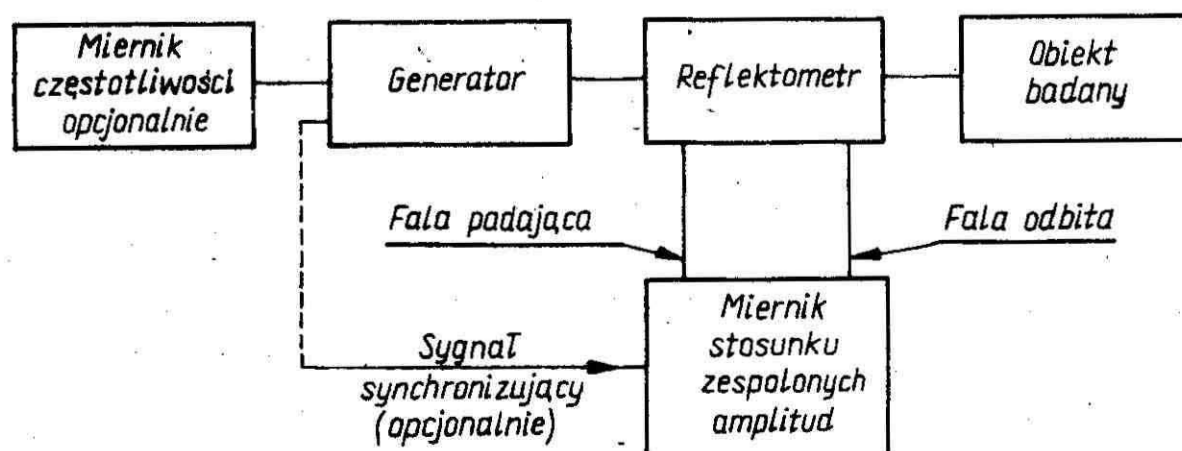 Miernik
częstotliwości
opcjonalnie
Generator
Reflektometr
Obiekt
badany
Fala padająca
Fala odbita
Sygnał
synchronizujący
(opcjonalnie)
Miernik
stosunku
zespolonych
amplitud